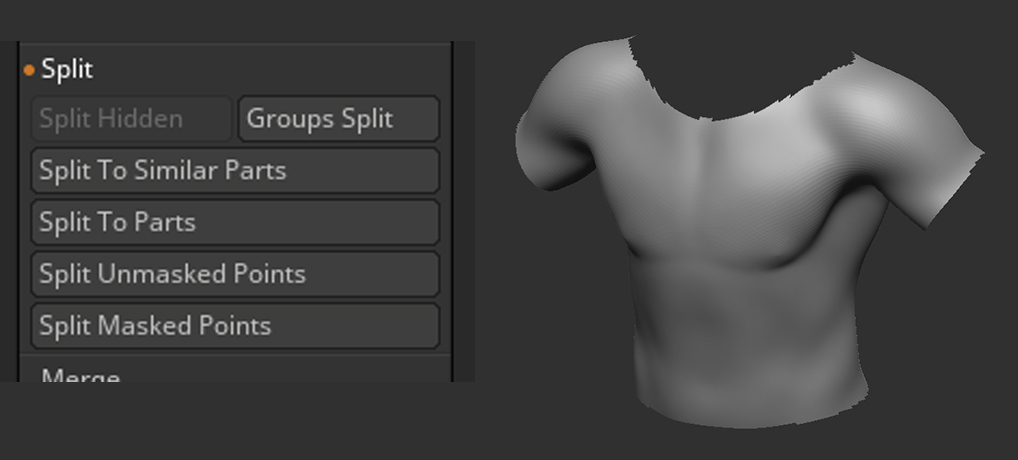 Split
Split Hidden
Groups Split
Split To Similar Parts
Split To Parts
Split Unmasked Points
Split Masked Points
Merge